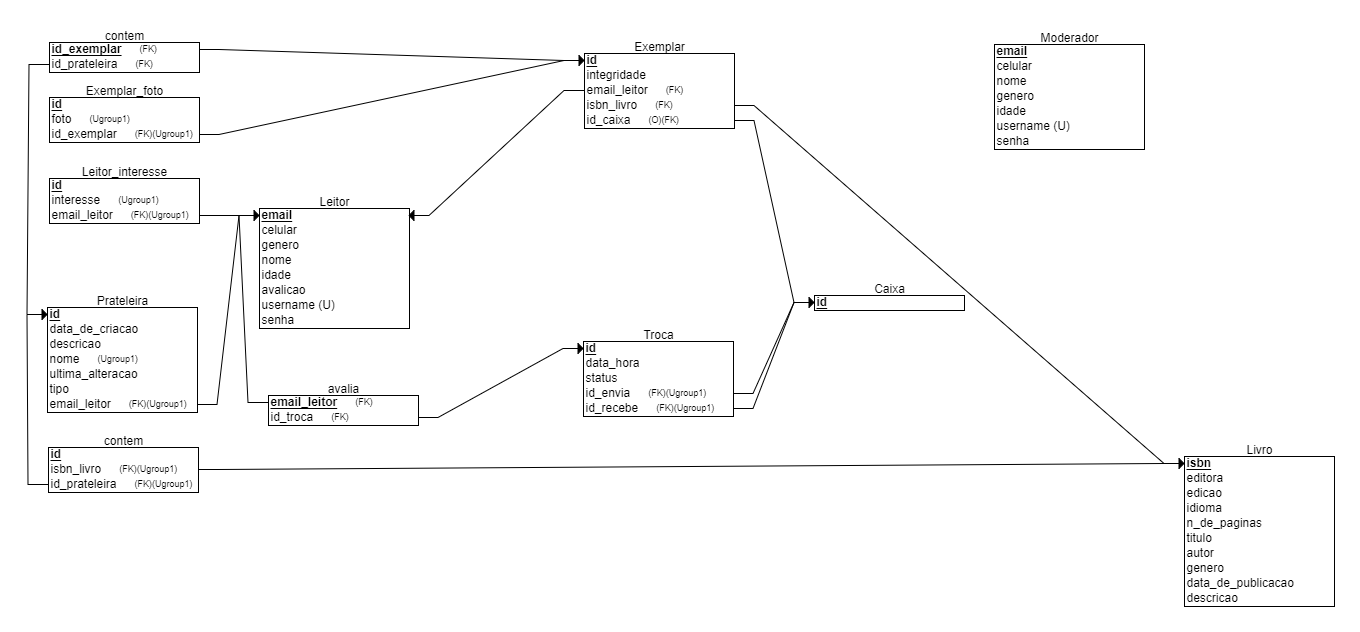 contem
id_exemplar (FK)
id_prateleira (FK)
Exemplar_foto
id
foto (Ugroup1)
id_exemplar (FK)(Ugroup1)
Leitor_interesse
id
interesse (Ugroup1)
email_leitor (FK)(Ugroup1)
Prateleira
id
data_de_criacao
descricao
nome (Ugroup1)
ultima_alteracao
tipo
email_leitor (FK)(Ugroup1)
contem
id
isbn_livro (FK)(Ugroup1)
id_prateleira (FK)(Ugroup1)
Leitor
email
celular
genero
nome
idade
avalicao
username (U)
senha
avalia
email_leitor (FK)
id_troca (FK)
Exemplar
id
integridade
email_leitor (FK)
isbn_livro (FK)
id_caixa (O)(FK)
Troca
id
data_hora
status
id_envia (FK)(Ugroup1)
id_recebe (FK)(Ugroup1)
Caixa
id
Moderador
email
celular
nome
genero
idade
username (U)
senha
Livro
isbn
editora
edicao
idioma
n_de_paginas
titulo
autor
genero
data_de_publicacao
descricao